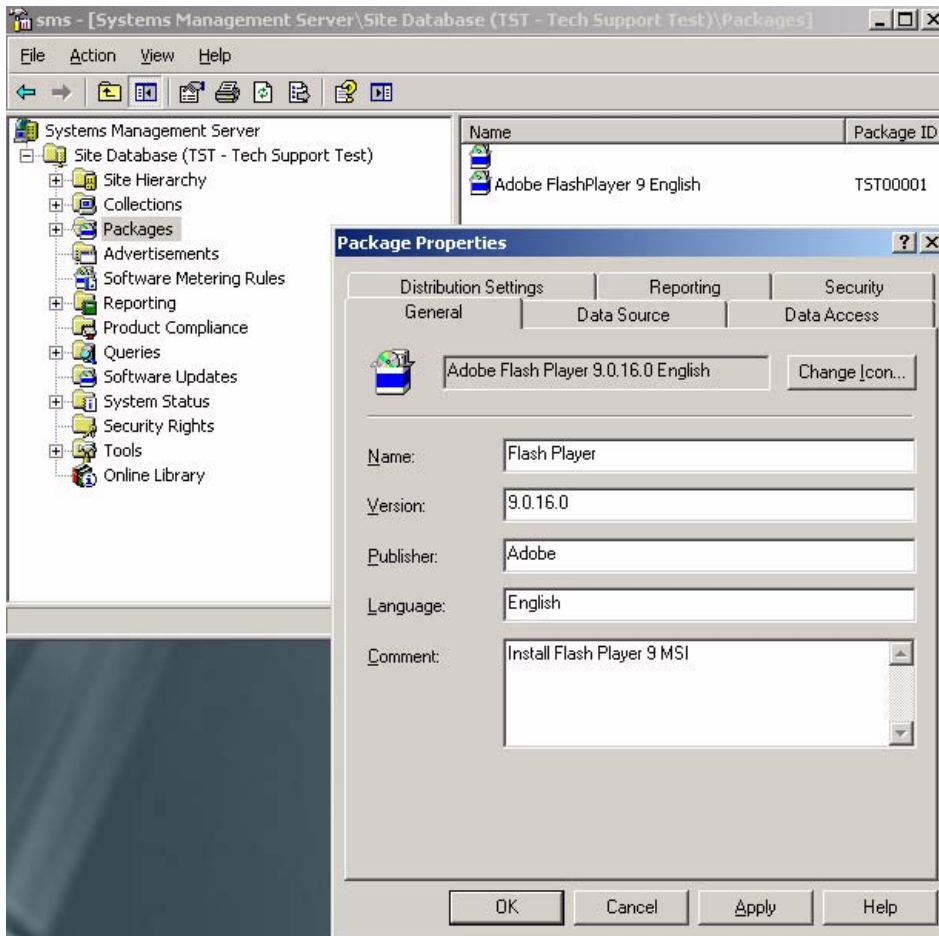 sms - [Systems Management Server\Site Database (TST - Tech Support Test)\Packages]
File Action View Help
Systems Management Server
Site Database (TST - Tech Support Test)
Site Hierarchy
Collections
Packages
Advertisements
Software Metering Rules
Reporting
Product Compliance
Queries
Software Updates
System Status
Security Rights
Tools
Online Library
Name Package ID
Adobe FlashPlayer 9 English TST00001
Package Properties
Distribution Settings Reporting Security
General Data Source Data Access
Adobe Flash Player 9.0.16.0 English Change Icon...
Name: Flash Player
Version: 9.0.16.0
Publisher: Adobe
Language: English
Comment: Install Flash Player 9 MSI
OK Cancel Apply Help